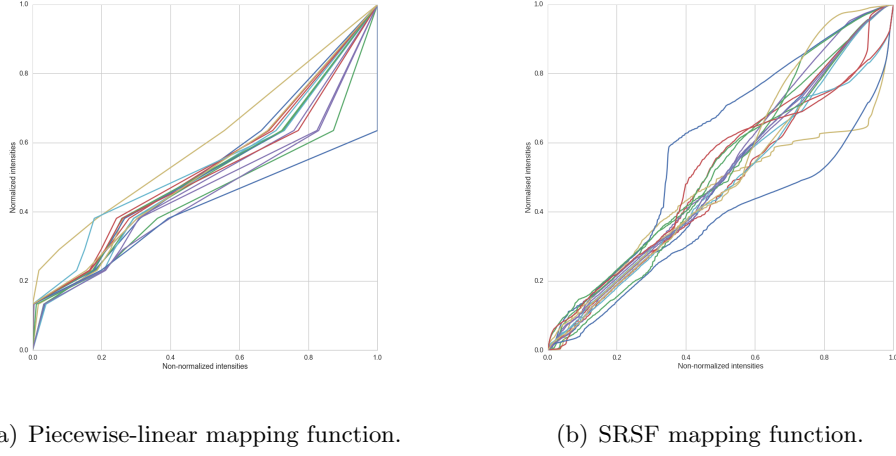 1.0
0.8
0.6
0.4
0.2
0.0
Normalized intensities
0.0 0.2 0.4 0.6 0.8 1.0
Non-normalized intensities
1.0
0.8
0.6
0.4
0.2
0.0
Normalised intensities
0.0 0.2 0.4 0.6 0.8 1.0
Non-normalized intensities
a) Piecewise-linear mapping function.
(b) SRSF mapping function.